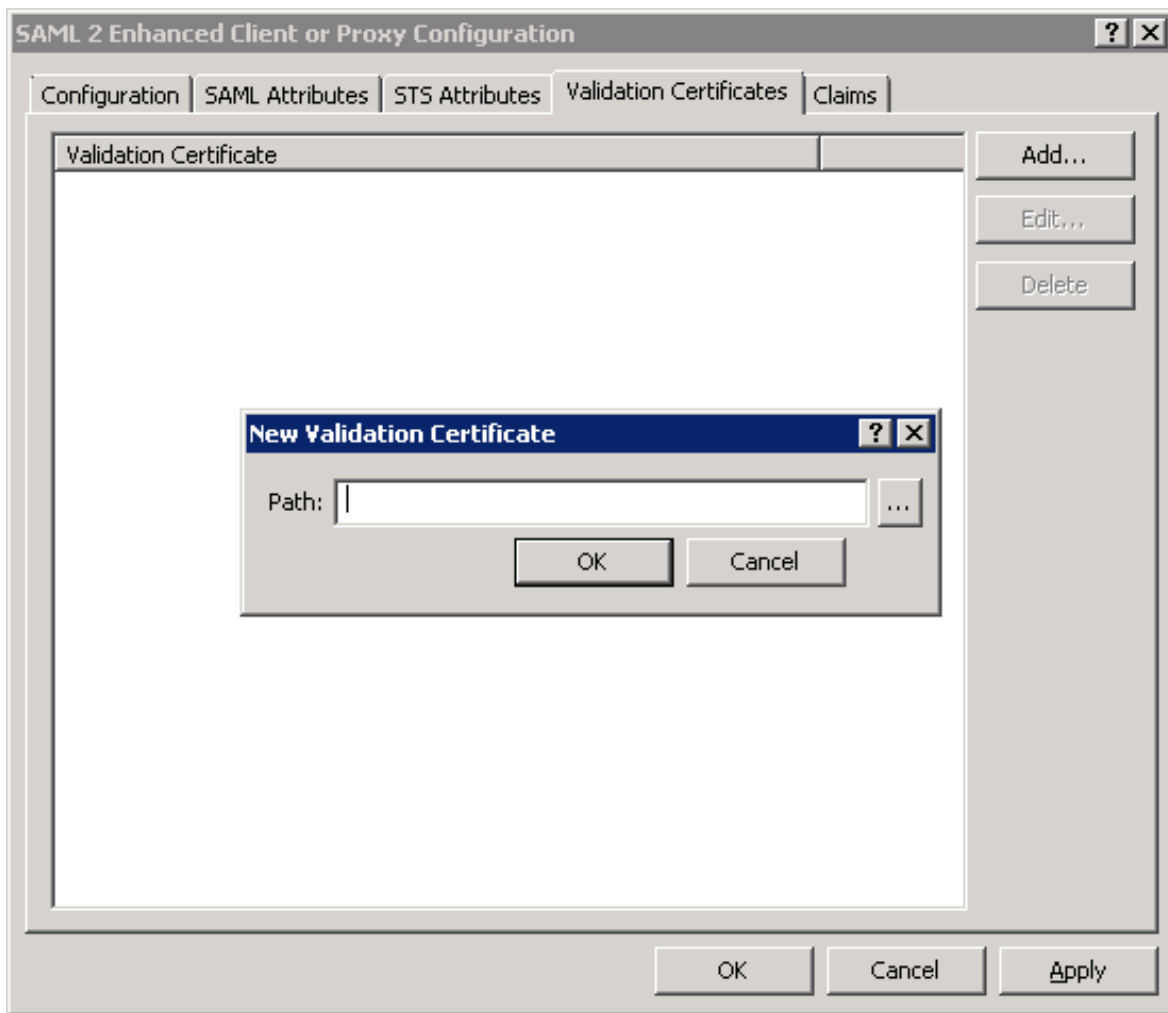 SAML 2 Enhanced Client or Proxy Configuration
Configuration SAML Attributes STS Attributes Validation Certificates Claims
Validation Certificate
Add...
Edit...
Delete
New Validation Certificate
Path: ...
OK Cancel
OK Cancel Apply